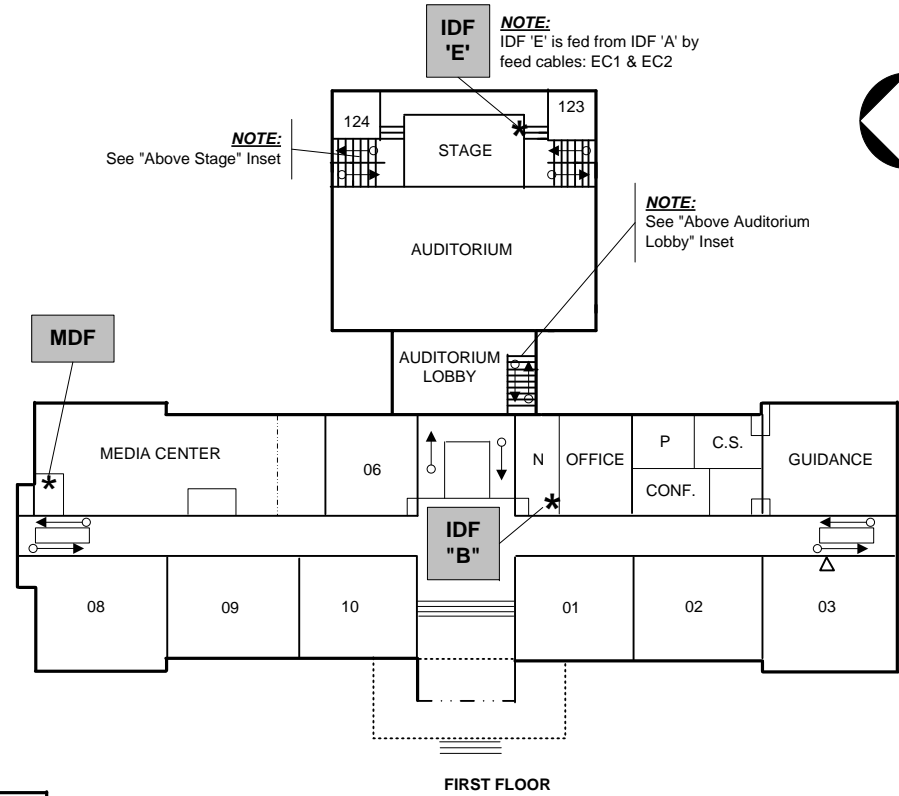 IDF
'E'
NOTE:
IDF 'E' is fed from IDF 'A' by
feed cables: EC1 & EC2
124
123
NOTE:
See "Above Stage" Inset
STAGE
NOTE:
See "Above Auditorium
Lobby" Inset
AUDITORIUM
MDF
AUDITORIUM
LOBBY
MEDIA CENTER
06
N
OFFICE
P
C.S.
GUIDANCE
CONF.
IDF
"B"
08
09
10
01
02
03
FIRST FLOOR